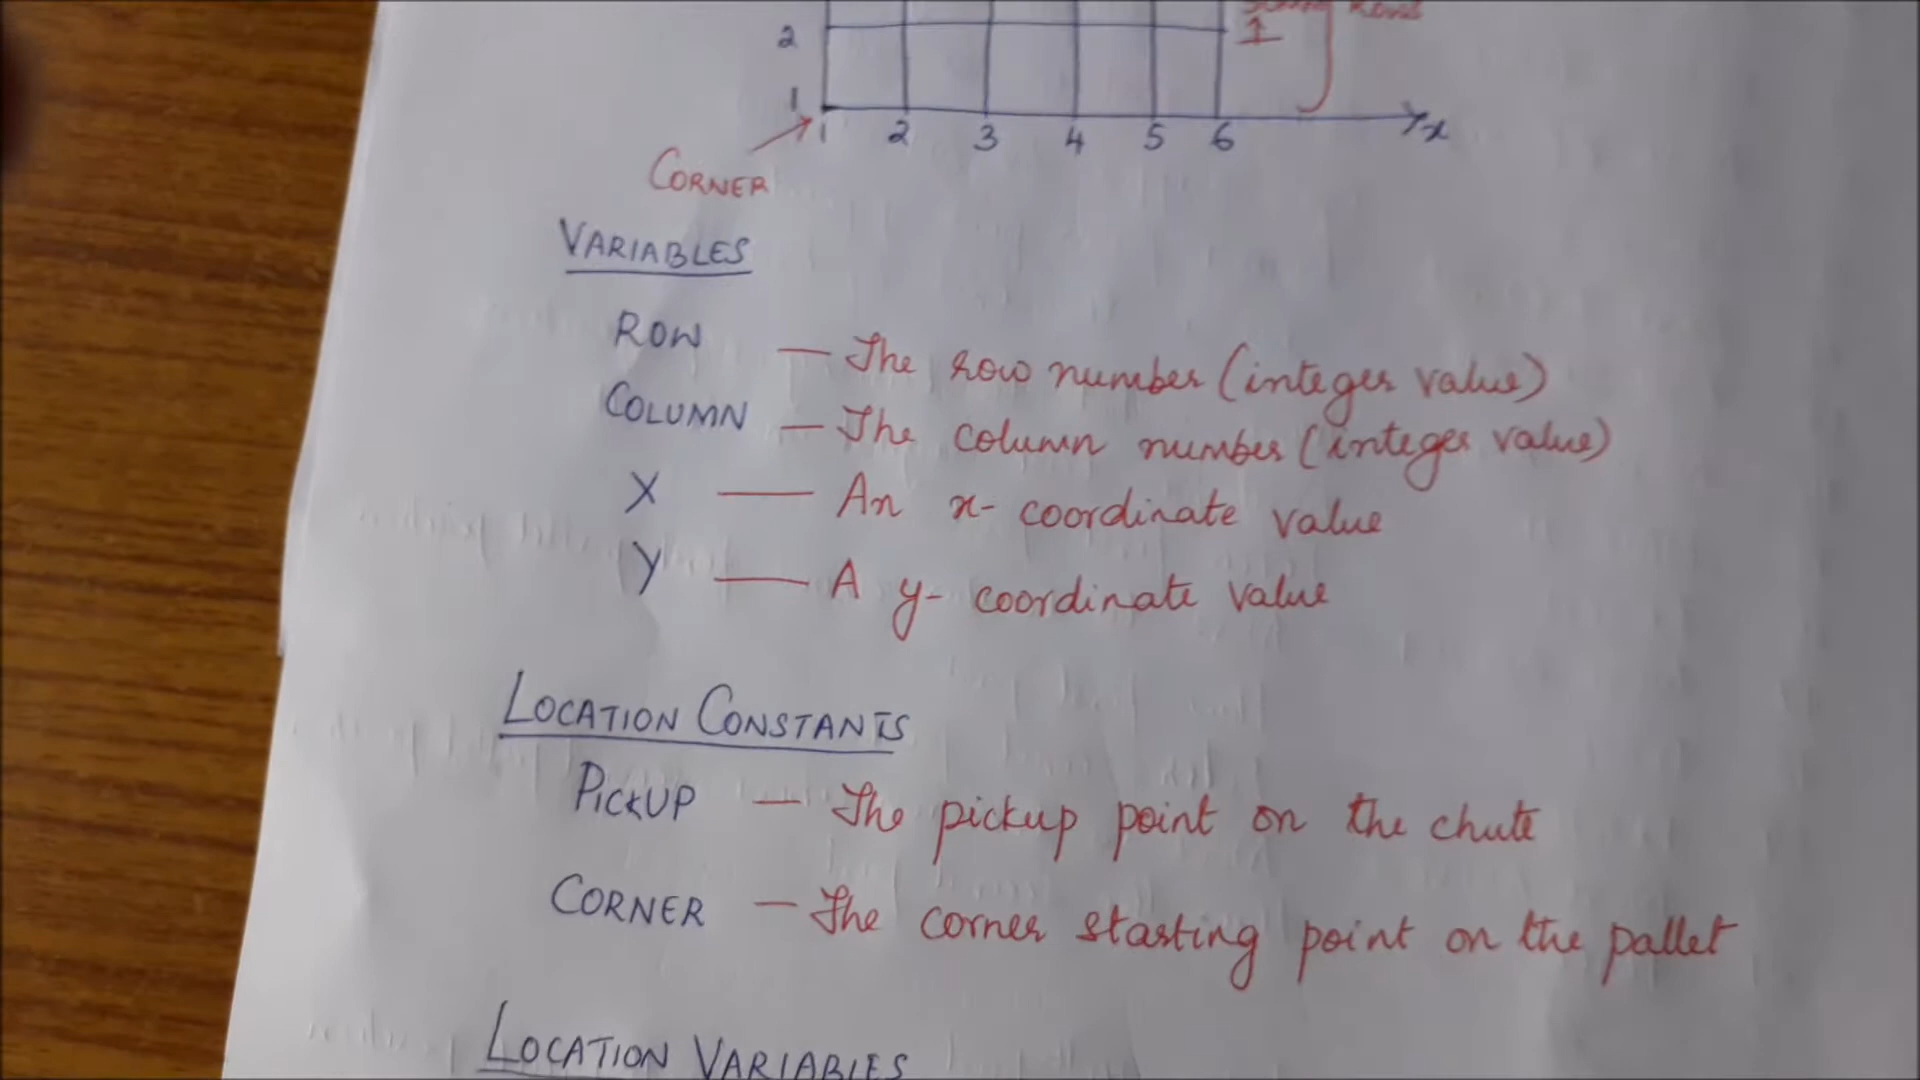 2
1
1 2 3 4 5 6 x
CORNER
VARIABLES
ROW — The row number (integer value)
COLUMN — The column number (integer value)
X — An x- coordinate value
Y — A y- coordinate value
LOCATION CONSTANTS
PICKUP — The pickup point on the chute
CORNER — The corner starting point on the pallet
LOCATION VARIABLES